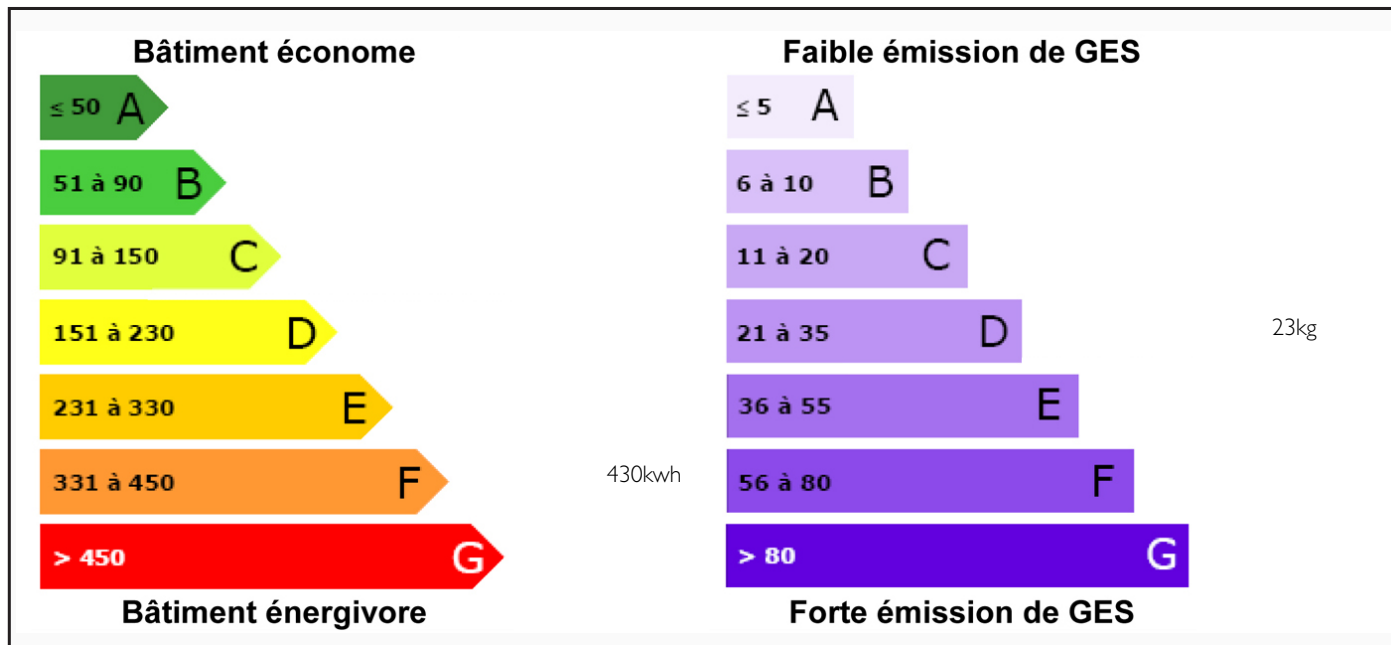 Bâtiment économe
≤ 50 A
51 à 90 B
91 à 150 C
151 à 230 D
231 à 330 E
331 à 450 F
430kwh
> 450 G
Bâtiment énergivore
Faible émission de GES
≤ 5 A
6 à 10 B
11 à 20 C
21 à 35 D
23kg
36 à 55 E
56 à 80 F
> 80 G
Forte émission de GES